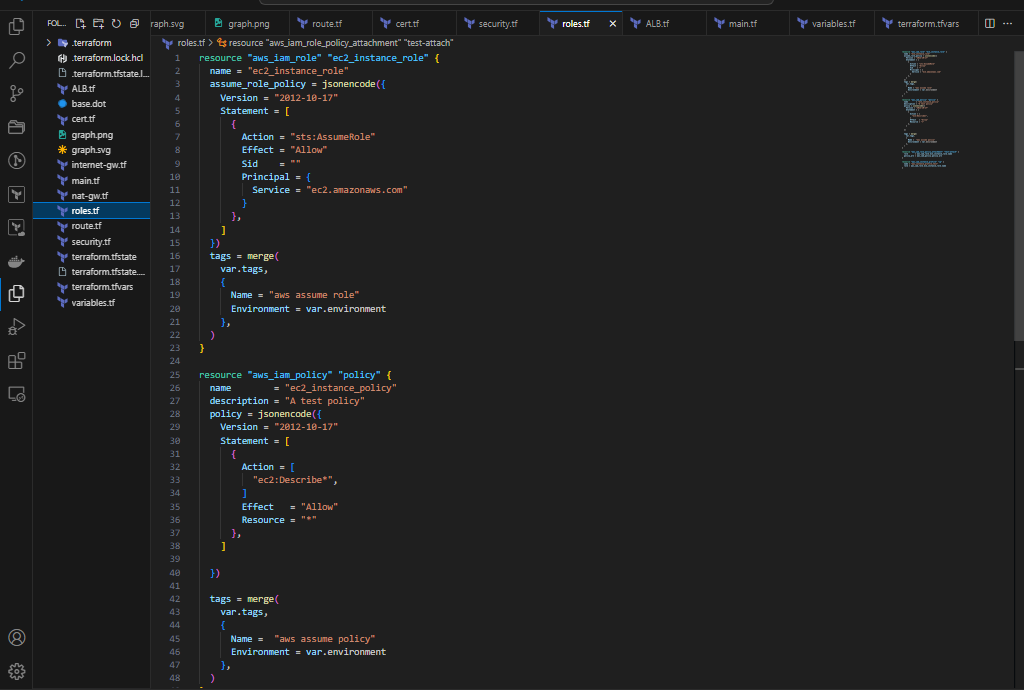 FOL...
raph.svg
graph.png
route.tf
cert.tf
security.tf
roles.tf
ALB.tf
main.tf
variables.tf
terraform.tfvars
roles.tf > resource "aws_iam_role_policy_attachment" "test-attach"
.terraform
.terraform.lock.hcl
.terraform.tfstate.l...
ALB.tf
base.dot
cert.tf
graph.png
graph.svg
internet-gw.tf
main.tf
nat-gw.tf
roles.tf
route.tf
security.tf
terraform.tfstate
terraform.tfstate....
terraform.tfvars
variables.tf
1 resource "aws_iam_role" "ec2_instance_role" {
2 name = "ec2_instance_role"
3 assume_role_policy = jsonencode({
4 Version = "2012-10-17"
5 Statement = [
6 {
7 Action = "sts:AssumeRole"
8 Effect = "Allow"
9 Sid    = ""
10 Principal = {
11 Service = "ec2.amazonaws.com"
12 }
13 },
14 ]
15 })
16 tags = merge(
17 var.tags,
18 {
19 Name = "aws assume role"
20 Environment = var.environment
21 },
22 )
23 }
24
25 resource "aws_iam_policy" "policy" {
26 name        = "ec2_instance_policy"
27 description = "A test policy"
28 policy = jsonencode({
29 Version = "2012-10-17"
30 Statement = [
31 {
32 Action = [
33 "ec2:Describe*",
34 ]
35 Effect   = "Allow"
36 Resource = "*"
37 },
38 ]
39
40 })
41
42 tags = merge(
43 var.tags,
44 {
45 Name =  "aws assume policy"
46 Environment = var.environment
47 },
48 )